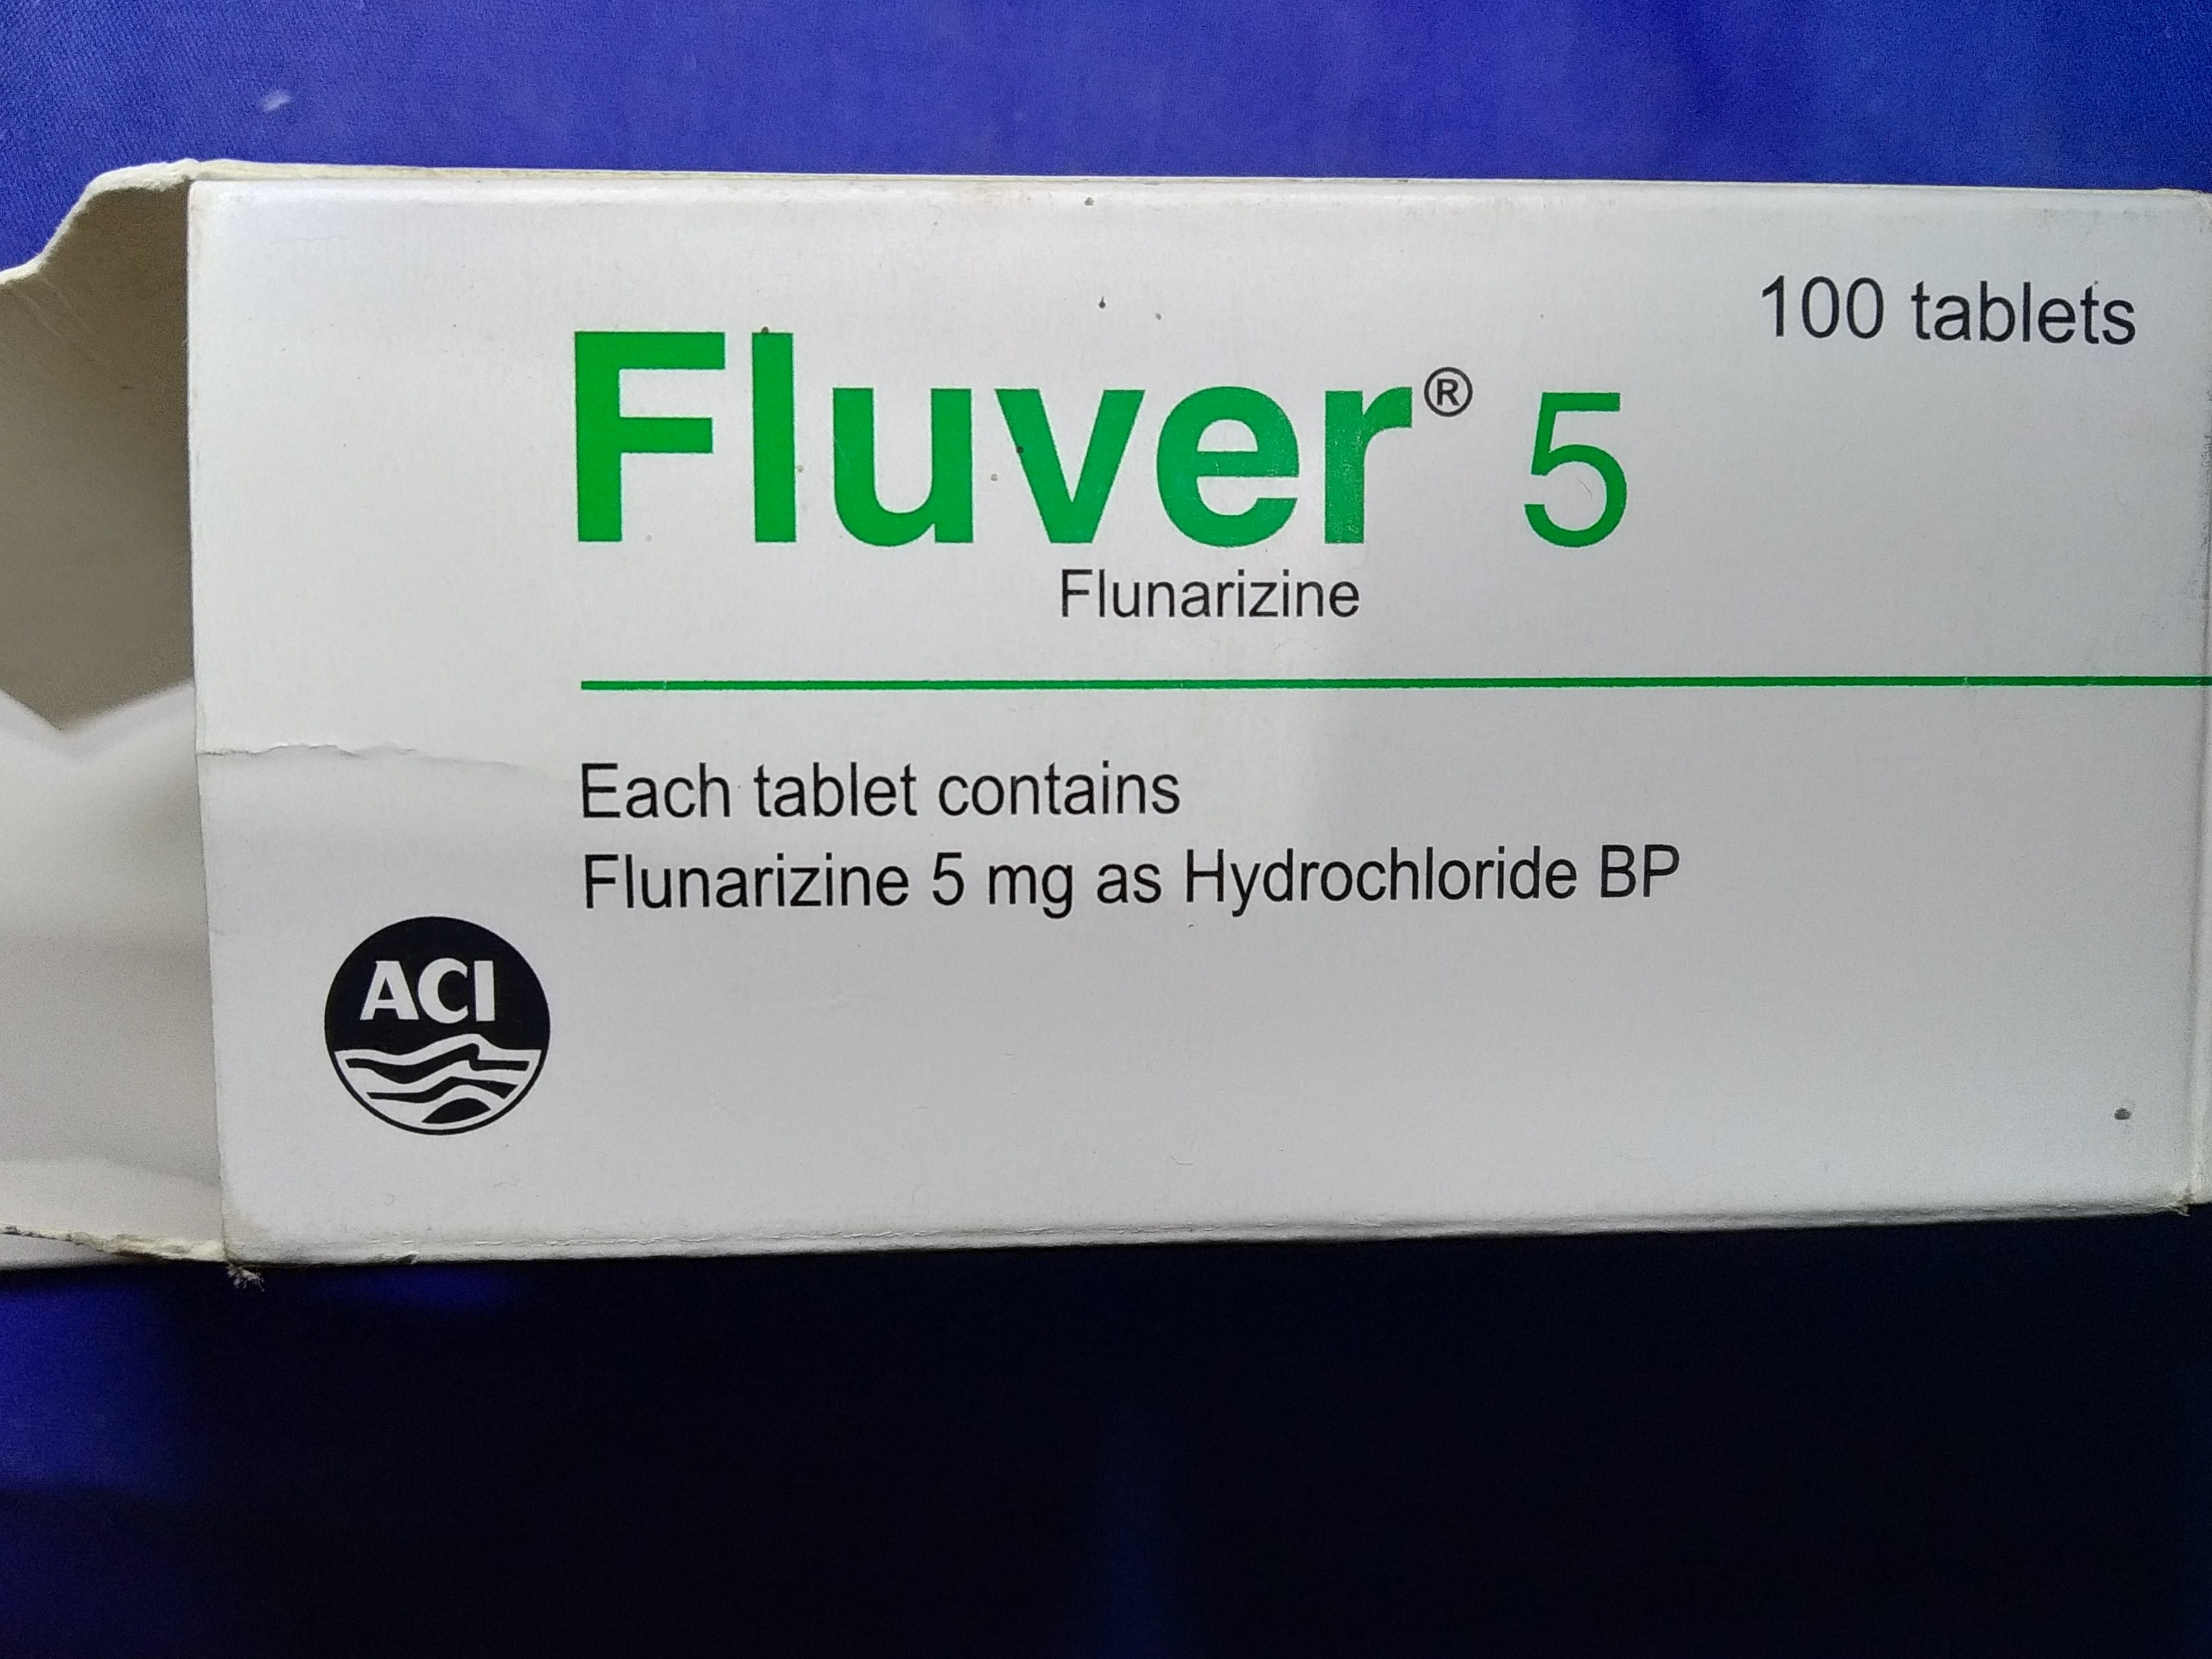 100 tablets
Fluver® 5
Flunarizine
Each tablet contains
Flunarizine 5 mg as Hydrochloride BP
ACI